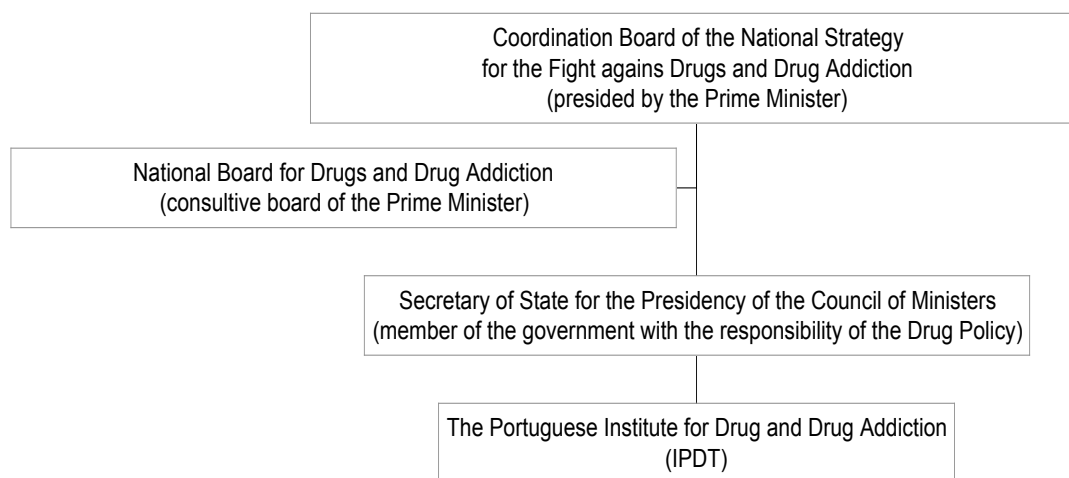 Coordination Board of the National Strategy
for the Fight agains Drugs and Drug Addiction
(presided by the Prime Minister)
National Board for Drugs and Drug Addiction
(consultive board of the Prime Minister)
Secretary of State for the Presidency of the Council of Ministers
(member of the government with the responsibility of the Drug Policy)
The Portuguese Institute for Drug and Drug Addiction
(IPDT)